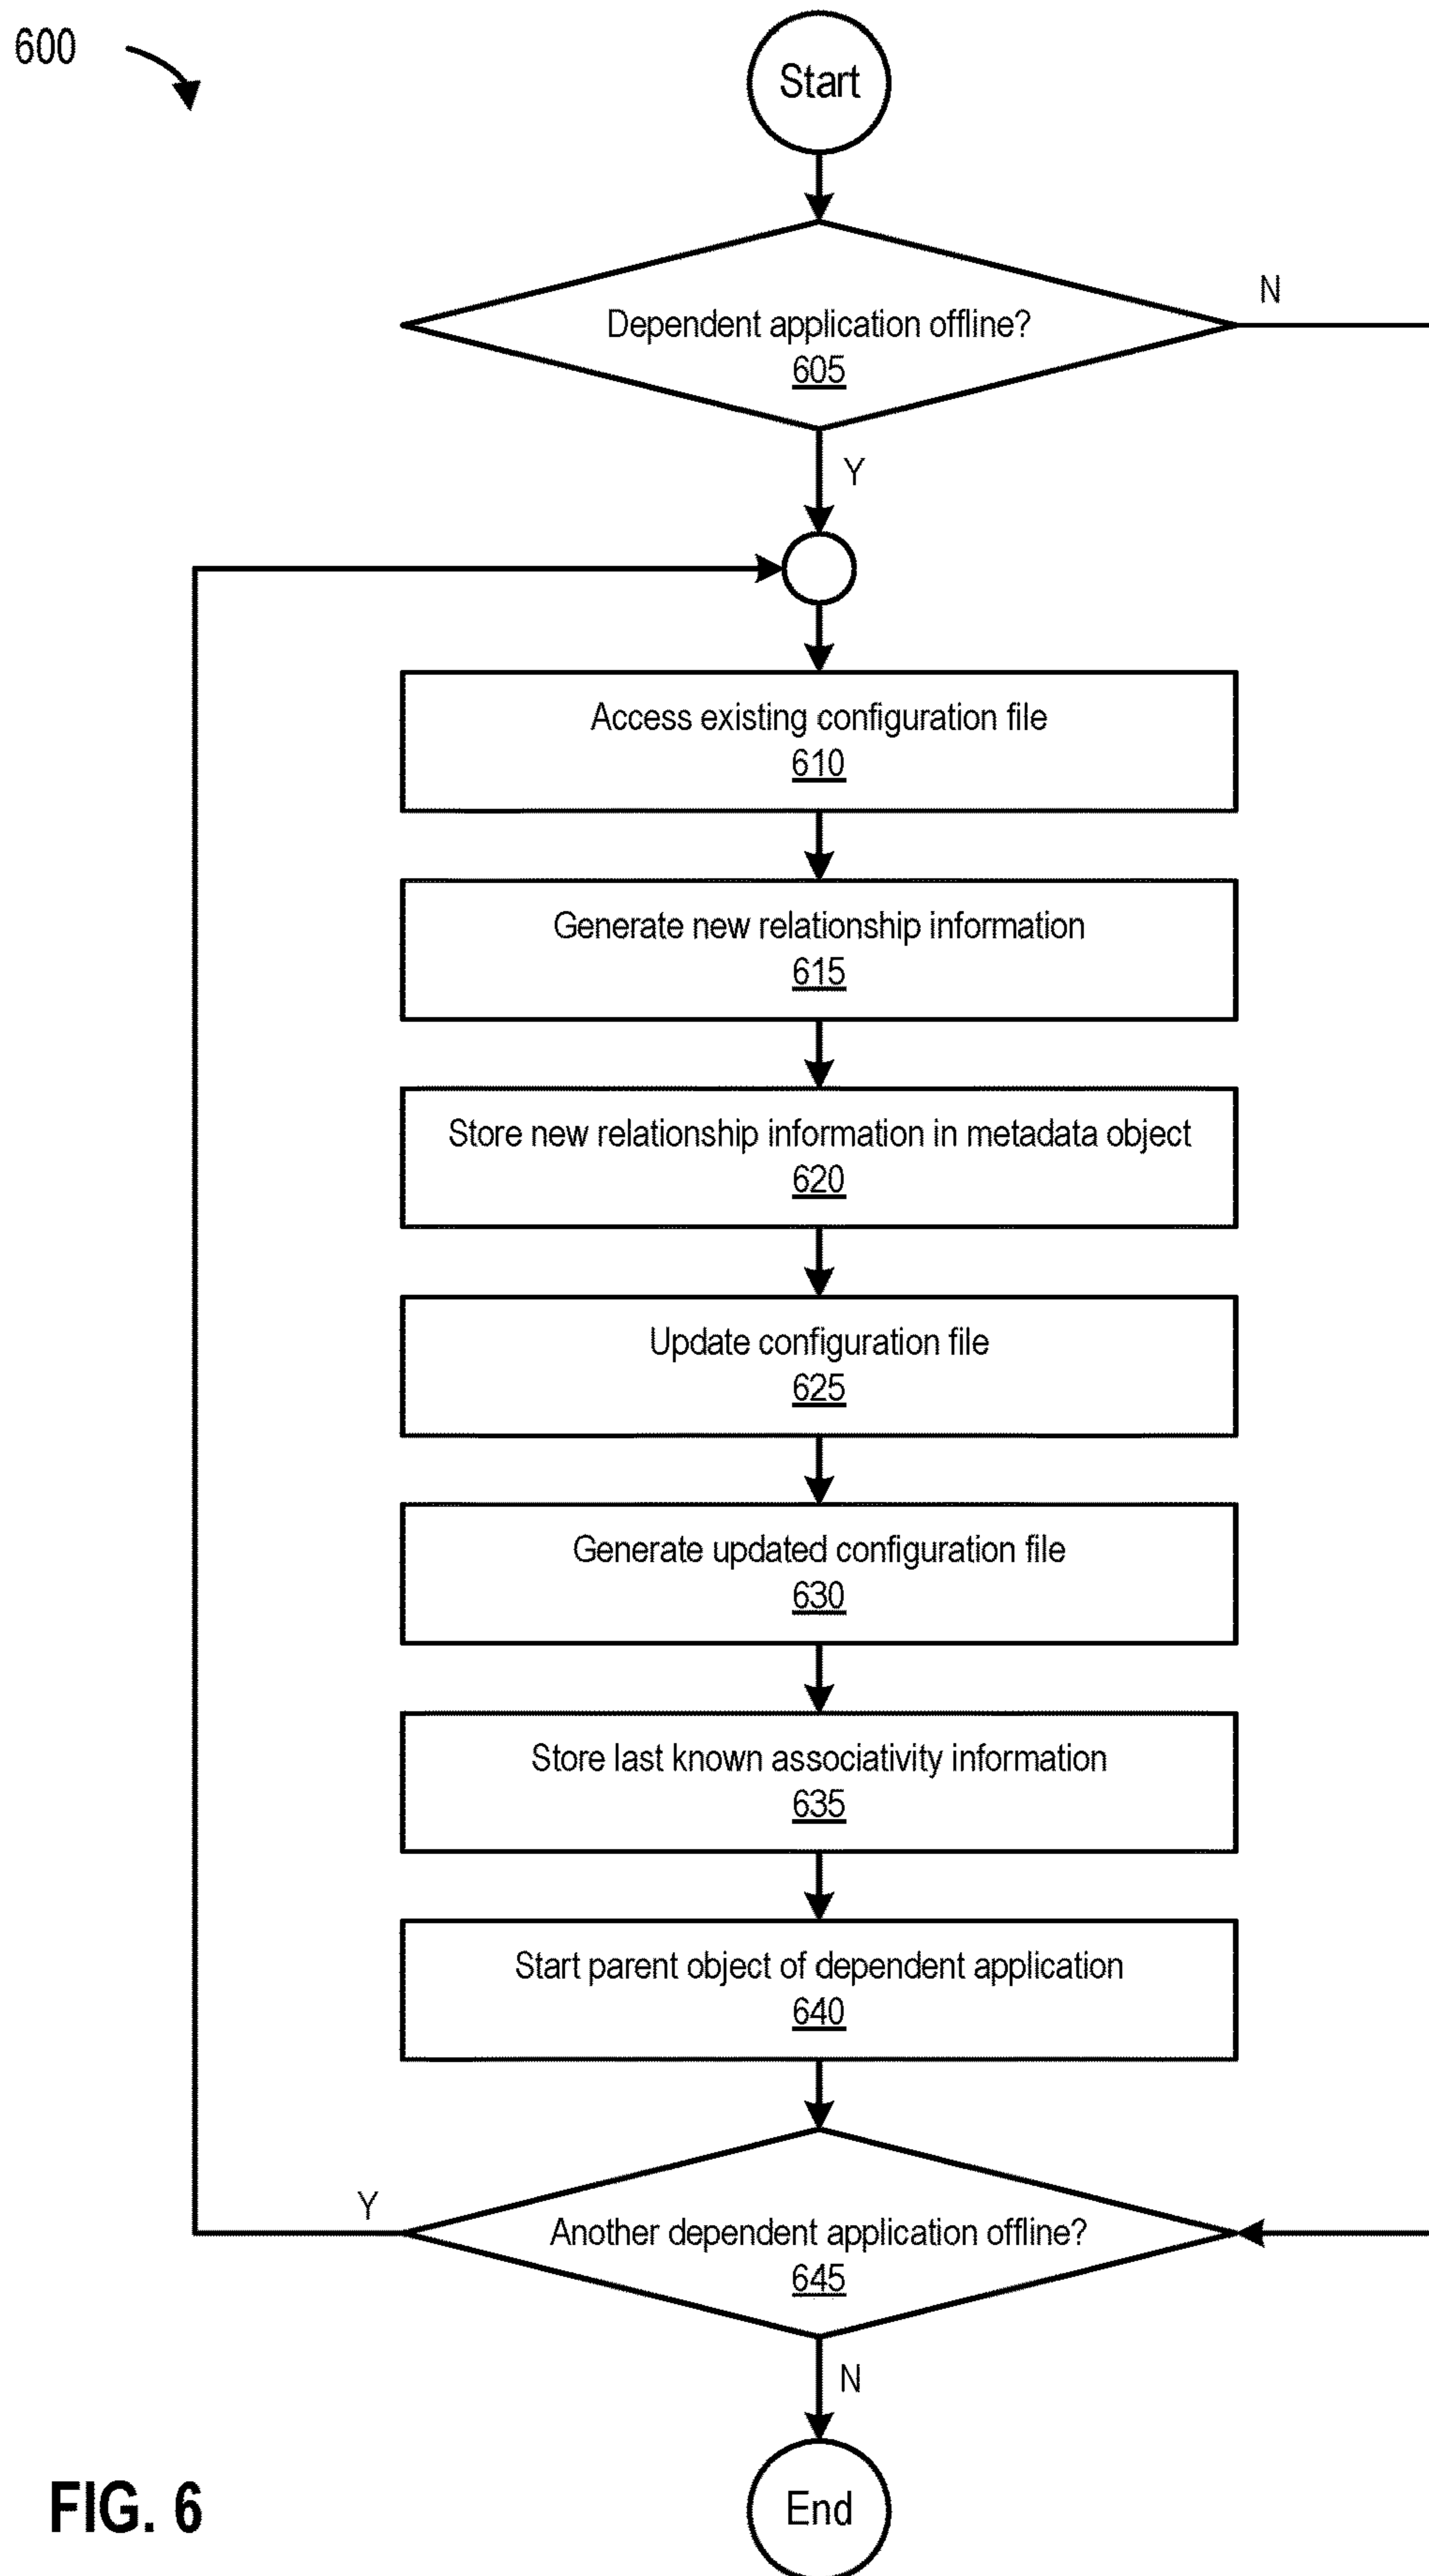 600
Start
Dependent application offline?
605
N
Y
Access existing configuration file
610
Generate new relationship information
615
Store new relationship information in metadata object
620
Update configuration file
625
Generate updated configuration file
630
Store last known associativity information
635
Start parent object of dependent application
640
Y
Another dependent application offline?
645
N
End
FIG. 6